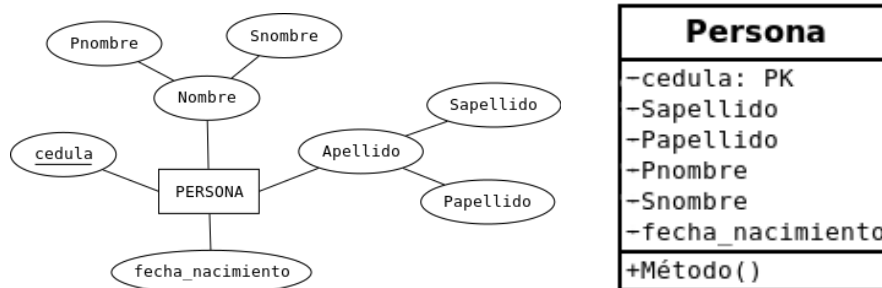 Pnombre
Snombre
Nombre
Sapellido
cedula
Apellido
PERSONA
Papellido
fecha_nacimiento
Persona
-cedula: PK
-Sapellido
-Papellido
-Pnombre
-Snombre
-fecha_nacimiento
+Método()